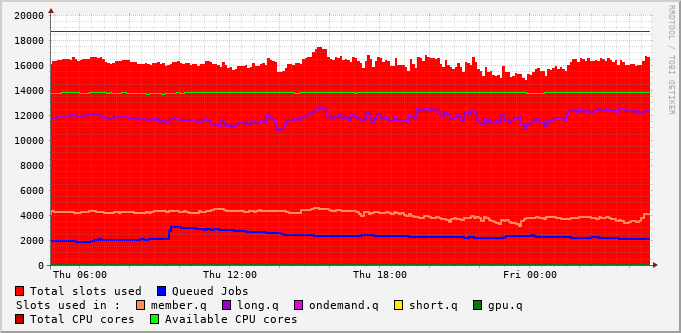 20000
18000
16000
14000
12000
10000
8000
6000
4000
2000
0
Thu 06:00 Thu 12:00 Thu 18:00 Fri 00:00
RRDTOOL / TOBI OETIKER
Total slots used Queued Jobs
Slots used in : member.q long.q ondemand.q short.q gpu.q
Total CPU cores Available CPU cores